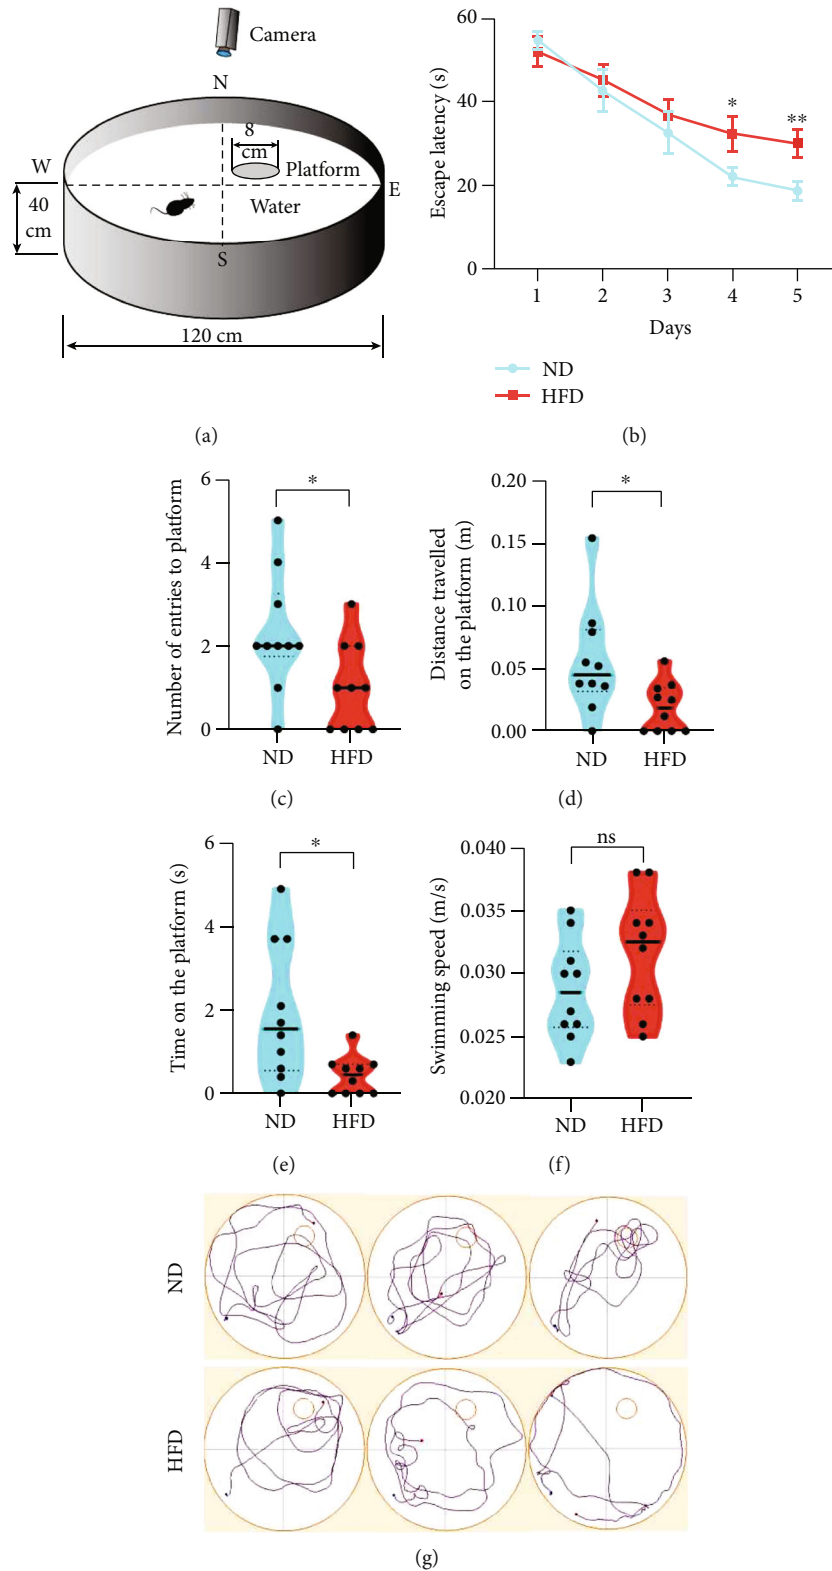 Camera
N
8
cm
Platform
W
E
40
cm
Water
S
120 cm
(a)
60
40
20
0
Escape latency (s)
*
**
1 2 3 4 5
Days
ND
HFD
(b)
6
4
2
0
Number of entries to platform
*
ND HFD
(c)
0.20
0.15
0.10
0.05
0.00
Distance travelled
on the platform (m)
*
ND HFD
(d)
6
4
2
0
Time on the platform (s)
*
ND HFD
(e)
0.040
0.035
0.030
0.025
0.020
Swimming speed (m/s)
ns
ND HFD
(f)
ND
HFD
(g)